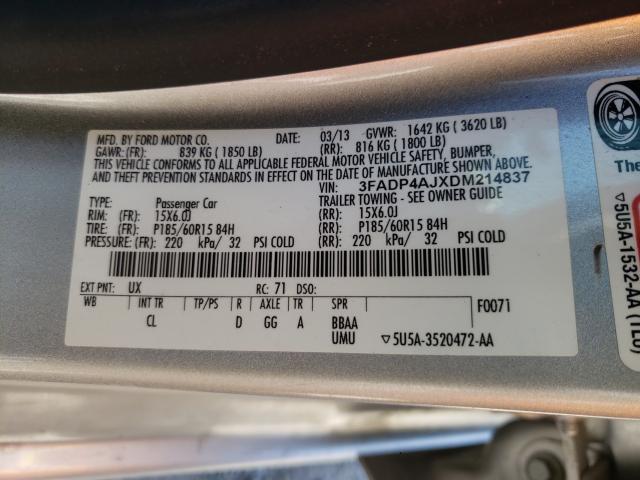 MFD. BY FORD MOTOR CO. DATE: 03/13 GVWR: 1642 KG ( 3620 LB)
GAWR: (FR): 839 KG ( 1850 LB) (RR): 816 KG ( 1800 LB)
THIS VEHICLE CONFORMS TO ALL APPLICABLE FEDERAL MOTOR VEHICLE SAFETY, BUMPER,
AND THEFT PREVENTION STANDARDS IN EFFECT ON THE DATE OF MANUFACTURE SHOWN ABOVE.
VIN: 3FADP4AJXDM214837
TYPE: Passenger Car TRAILER TOWING - SEE OWNER GUIDE
RIM: (FR) 15X6.0J (RR): 15X6.0J
TIRE: (FR) P185/60R15 84H (RR): P185/60R15 84H
PRESSURE: (FR): 220 kPa/ 32 PSI COLD (RR): 220 kPa/ 32 PSI COLD
EXT PNT: UX RC: 71 DSO:
WB INT TR TP/PS R AXLE TR SPR F0071
CL D GG A BBAA
UMU ▽5U5A-3520472-AA
The
▽5U5A-1532-AA (TLD)